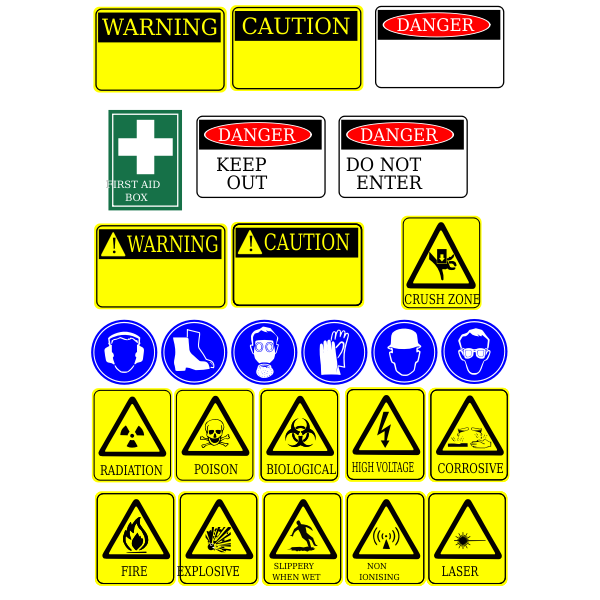 WARNING
CAUTION
DANGER
FIRST AID
BOX
DANGER
KEEP
OUT
DANGER
DO NOT
ENTER
! WARNING
! CAUTION
CRUSH ZONE
RADIATION
POISON
BIOLOGICAL
HIGH VOLTAGE
CORROSIVE
FIRE
EXPLOSIVE
SLIPPERY
WHEN WET
NON
IONISING
LASER